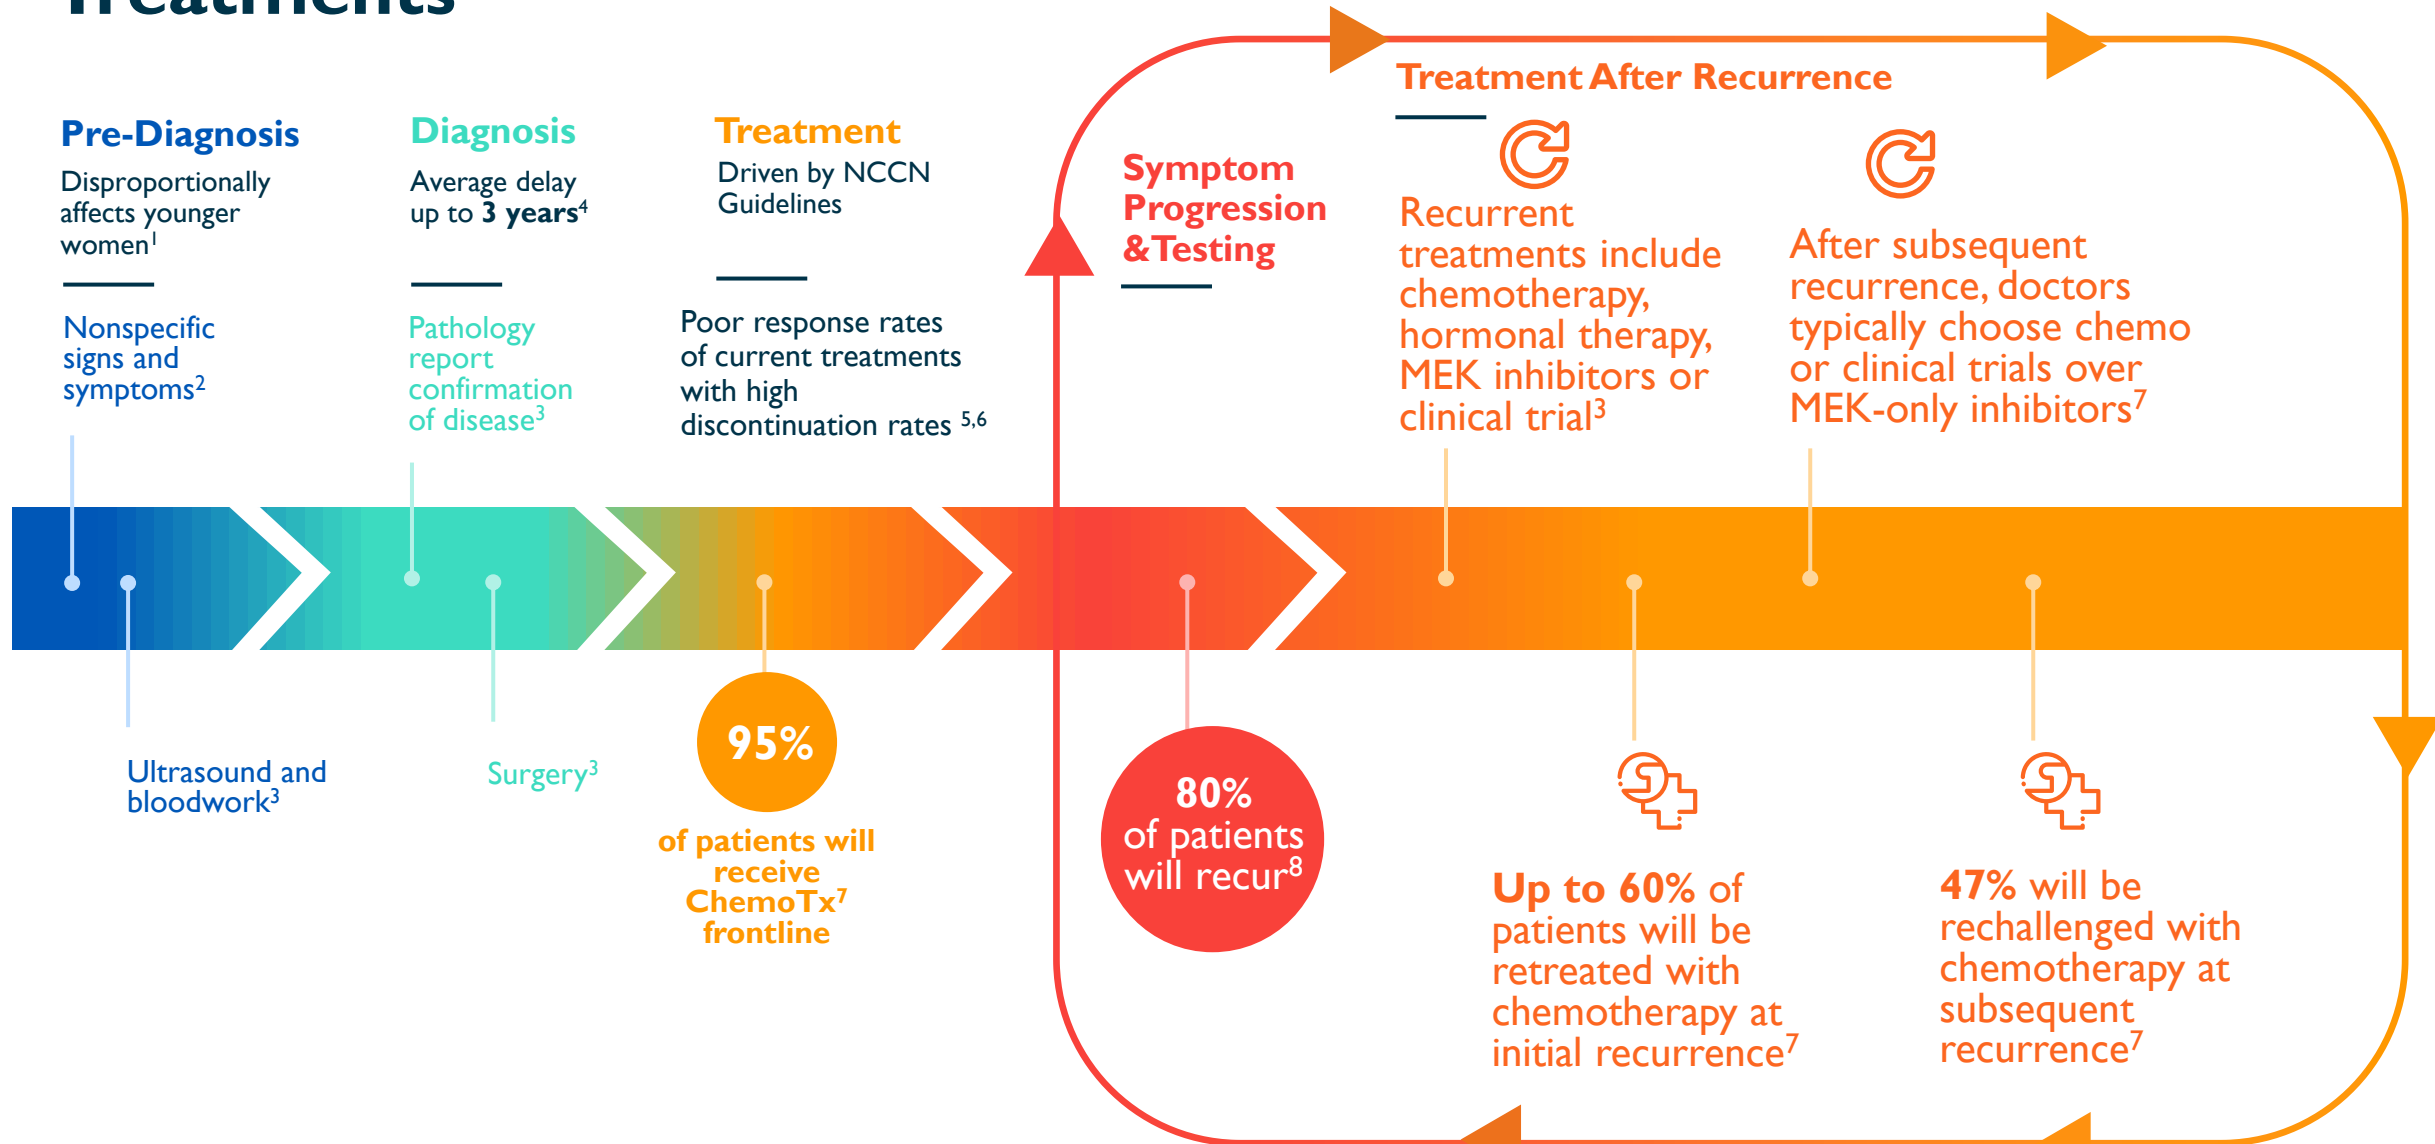 Treatments
Pre-Diagnosis
Disproportionally
affects younger
women1
Nonspecific
signs and
symptoms2
Ultrasound and
bloodwork3
Diagnosis
Average delay
up to 3 years4
Pathology
report
confirmation
of disease3
Surgery3
Treatment
Driven by NCCN
Guidelines
Poor response rates
of current treatments
with high
discontinuation rates 5,6
95%
of patients will
receive
ChemoTx7
frontline
Symptom
Progression
&Testing
80%
of patients
will recur8
Treatment After Recurrence
Recurrent
treatments include
chemotherapy,
hormonal therapy,
MEK inhibitors or
clinical trial3
After subsequent
recurrence, doctors
typically choose chemo
or clinical trials over
MEK-only inhibitors7
Up to 60% of
patients will be
retreated with
chemotherapy at
initial recurrence7
47% will be
rechallenged with
chemotherapy at
subsequent
recurrence7